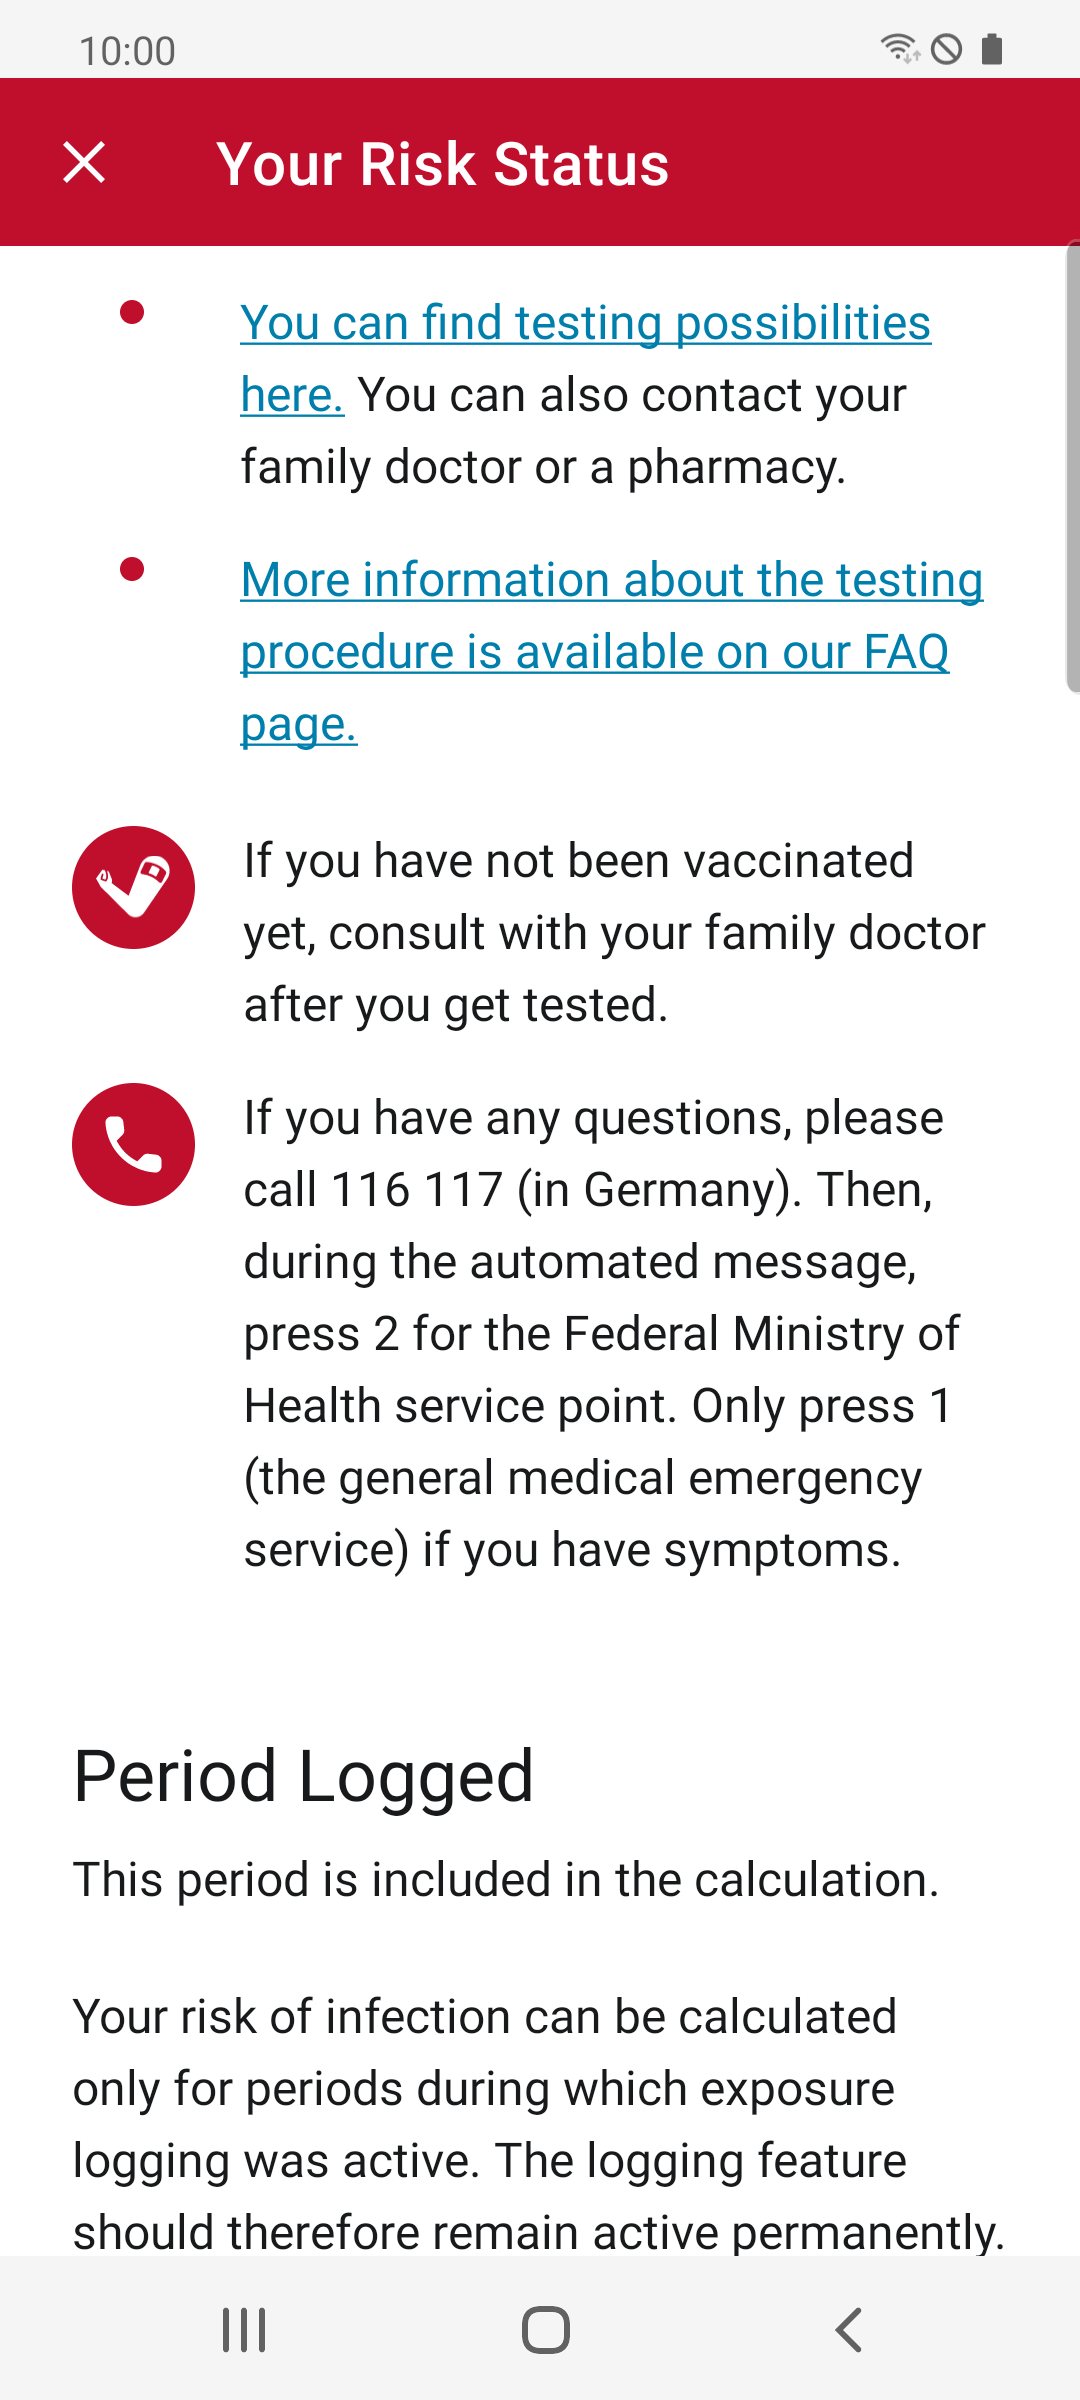 10:00
Your Risk Status
You can find testing possibilities
here. You can also contact your
family doctor or a pharmacy.
More information about the testing
procedure is available on our FAQ
page.
If you have not been vaccinated
yet, consult with your family doctor
after you get tested.
If you have any questions, please
call 116 117 (in Germany). Then,
during the automated message,
press 2 for the Federal Ministry of
Health service point. Only press 1
(the general medical emergency
service) if you have symptoms.
Period Logged
This period is included in the calculation.
Your risk of infection can be calculated
only for periods during which exposure
logging was active. The logging feature
should therefore remain active permanently.